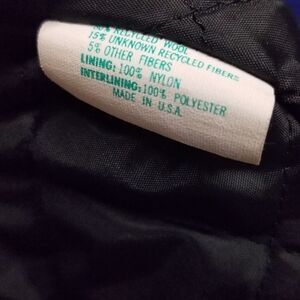 RECYCLED WOOL
15% UNKNOWN RECYCLED FIBERS
5% OTHER FIBERS
LINING: 100% NYLON
INTERLINING: 100% POLYESTER
MADE IN U.S.A.